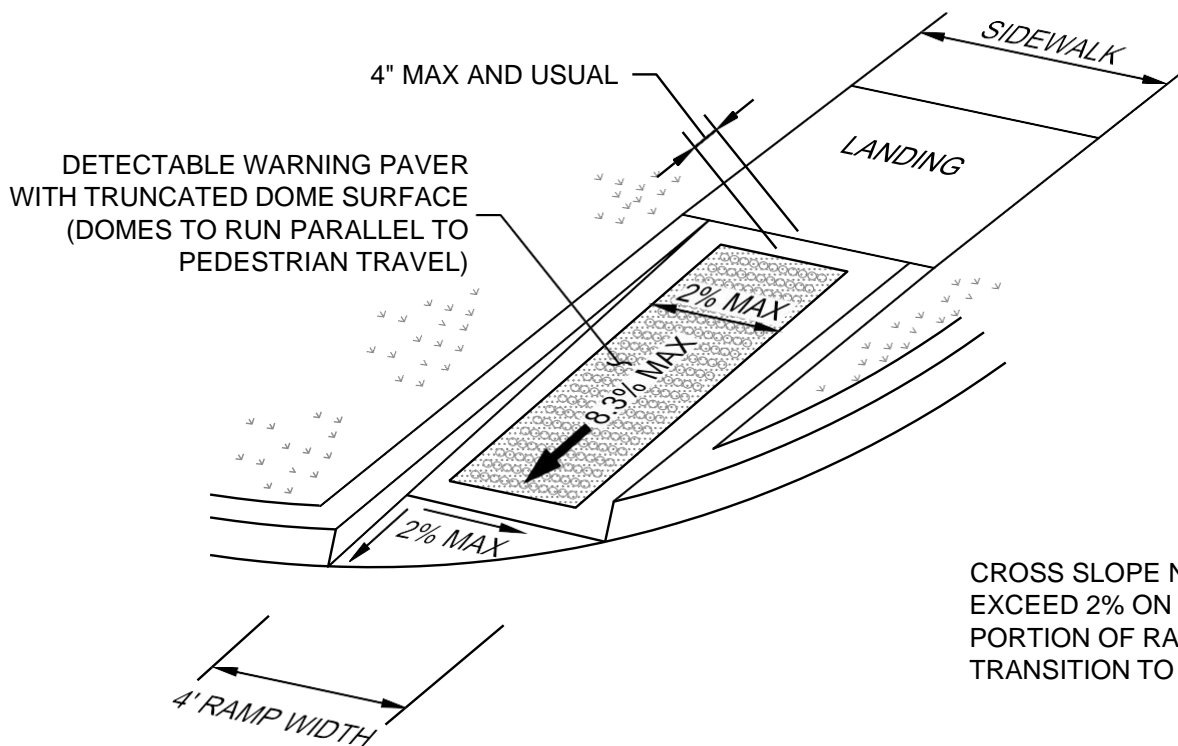 SIDEWALK
4" MAX AND USUAL
LANDING
DETECTABLE WARNING PAVER
WITH TRUNCATED DOME SURFACE
(DOMES TO RUN PARALLEL TO
PEDESTRIAN TRAVEL)
2% MAX
8.3% MAX
2% MAX
CROSS SLOPE N
EXCEED 2% ON
PORTION OF RA
TRANSITION TO
4' RAMP WIDTH